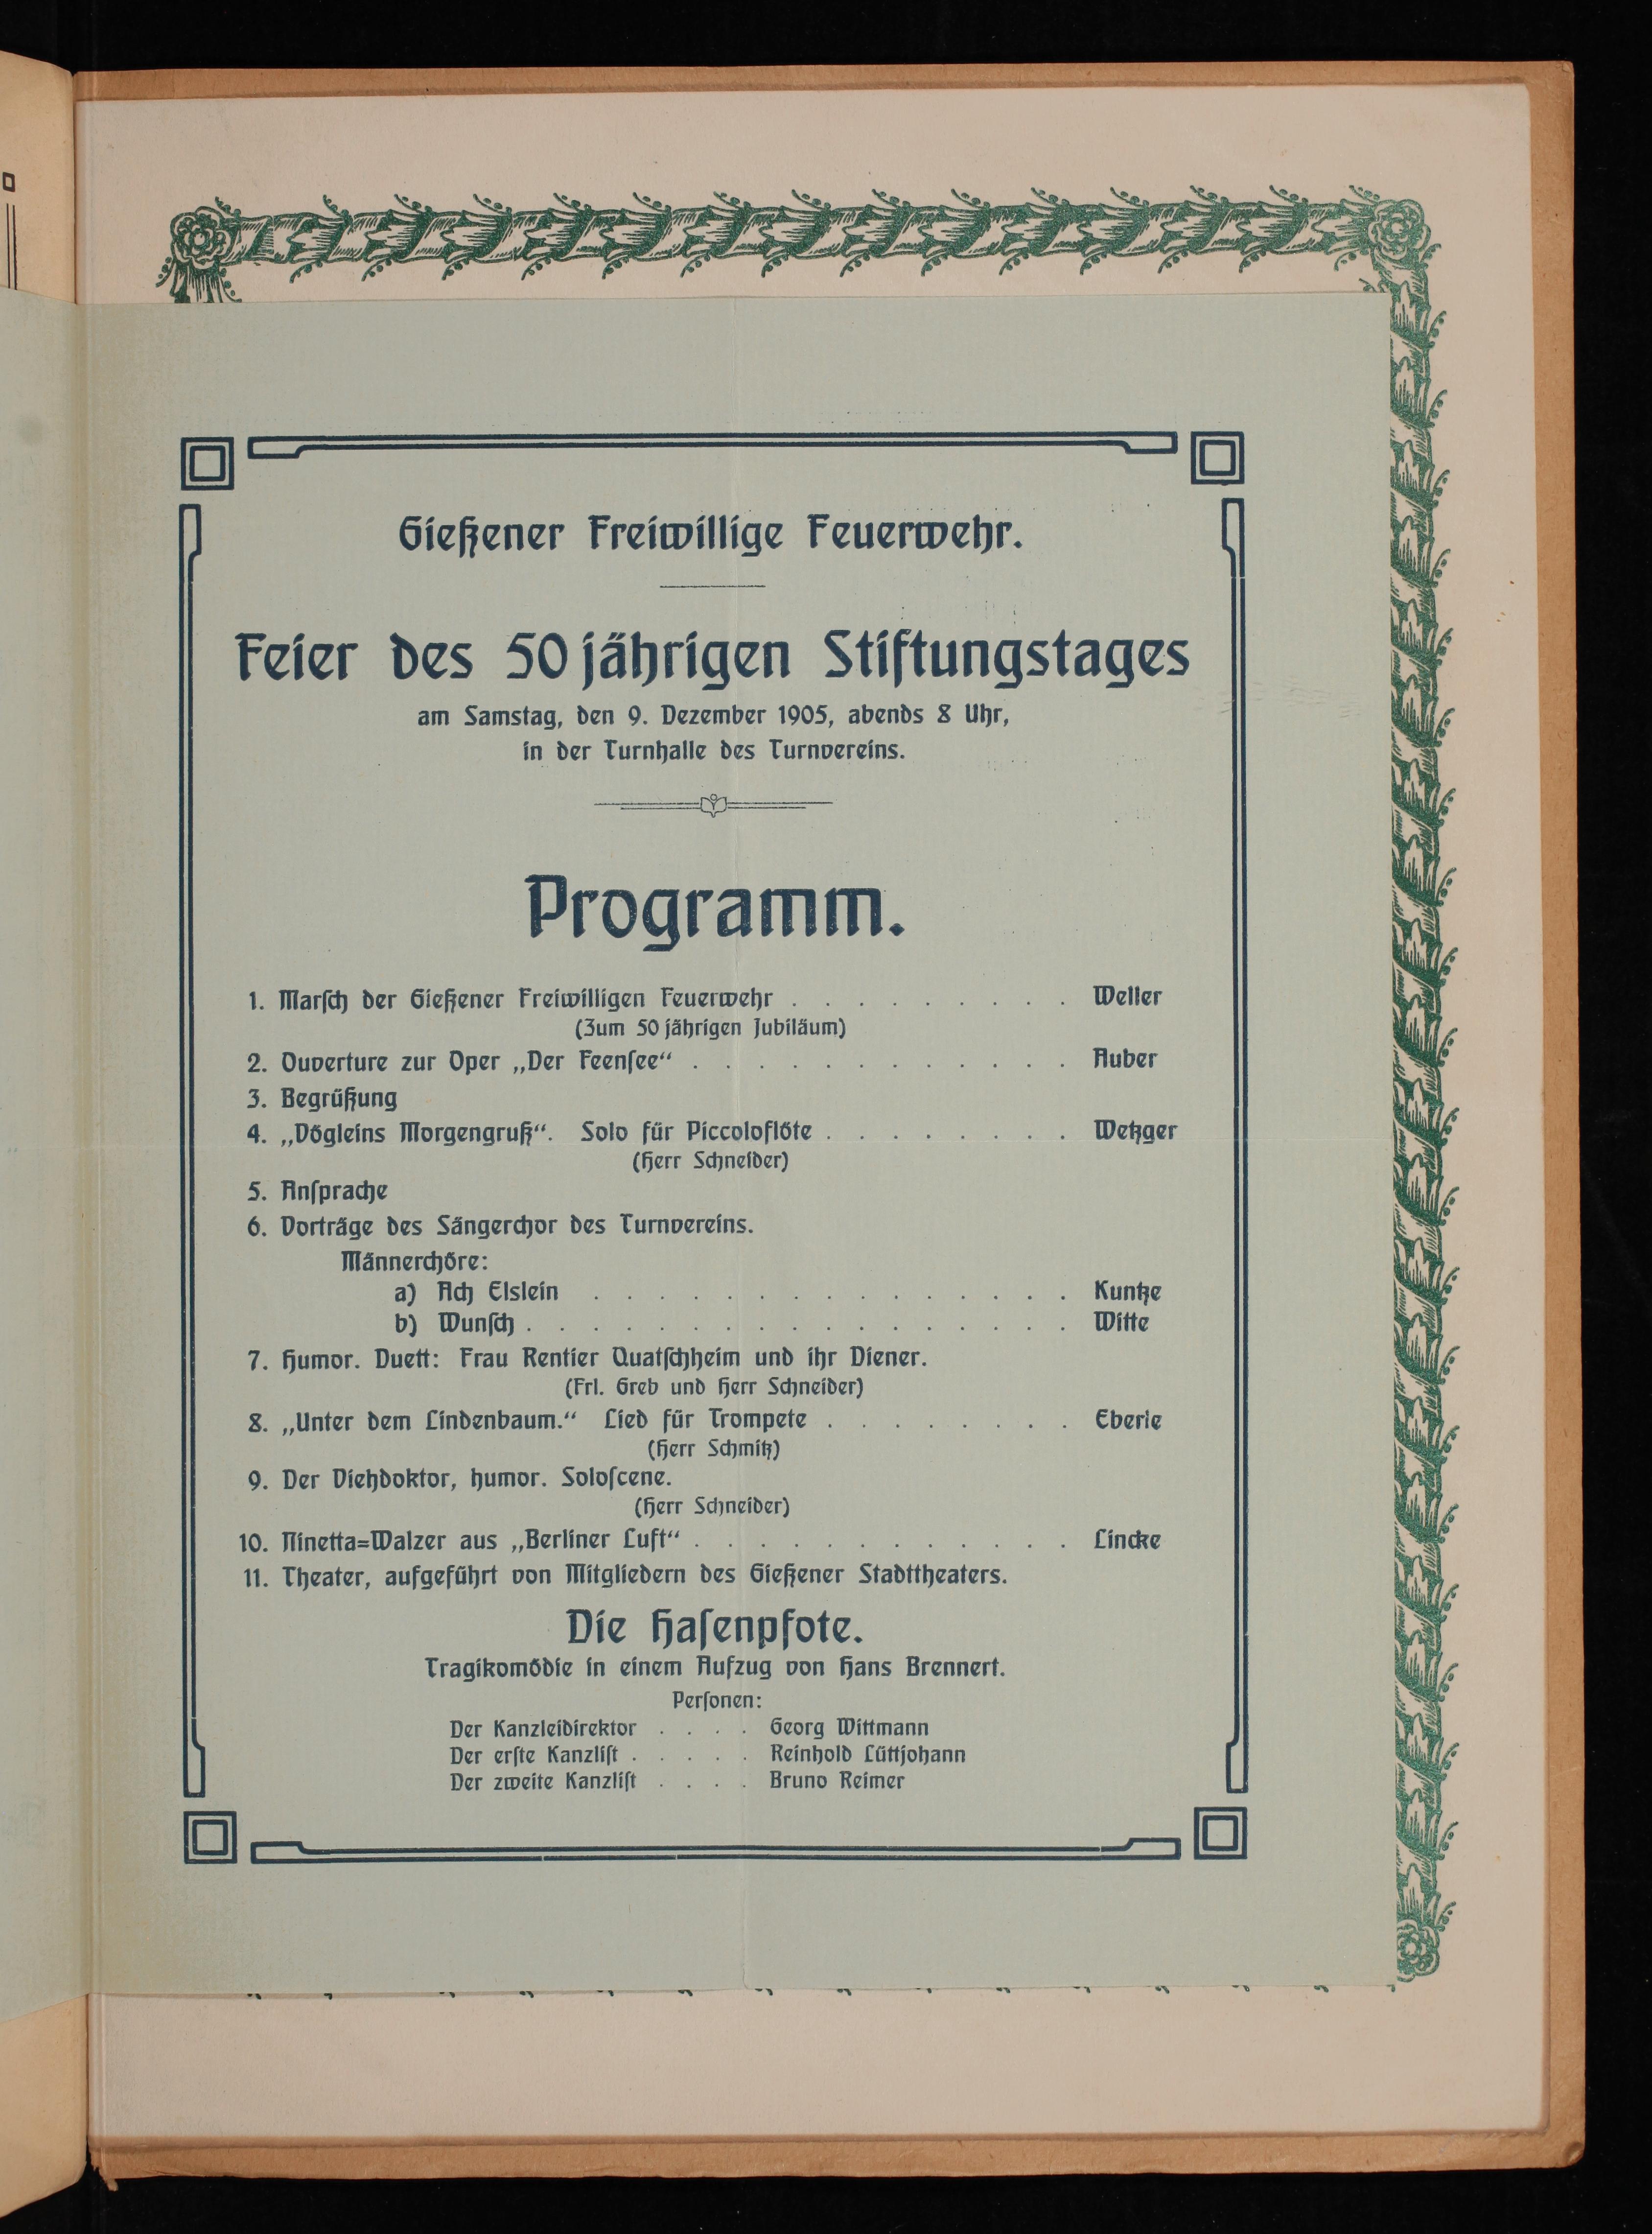 Gießener Freiwillige Feuerwehr.
Feier des 50jährigen Stiftungstages
am Samstag, den 9. Dezember 1905, abends 8 Uhr,
in der Turnhalle des Turnvereins.
Programm.
1. Marſch der Gießener Freiwilligen Feuerwehr . . . . . . . . . Weller
(Zum 50jährigen Jubiläum)
2. Ouverture zur Oper „Der Feenſee“ . . . . . . . . . . . . Auber
3. Begrüßung
4. „Vögleins Morgengruß“. Solo für Piccoloflöte . . . . . . . . Wetzger
(Herr Schneider)
5. Anſprache
6. Vorträge des Sängerchor des Turnvereins.
Männerchöre:
a) Ach Elslein . . . . . . . . . . . . . . . Kuntze
b) Wunſch . . . . . . . . . . . . . . . . . Witte
7. Humor. Duett: Frau Rentier Quatſchheim und ihr Diener.
(Frl. Greb und Herr Schneider)
8. „Unter dem Lindenbaum.“ Lied für Trompete . . . . . . . . Eberle
(Herr Schmitz)
9. Der Viehdoktor, humor. Soloſcene.
(Herr Schneider)
10. Ninetta=Walzer aus „Berliner Luft“ . . . . . . . . . . . . Lincke
11. Theater, aufgeführt von Mitgliedern des Gießener Stadttheaters.
Die Haſenpfote.
Tragikomödie in einem Aufzug von Hans Brennert.
Perſonen:
Der Kanzleidirektor . . . . Georg Wittmann
Der erſte Kanzliſt . . . . . Reinhold Lüttjohann
Der zweite Kanzliſt . . . . Bruno Reimer